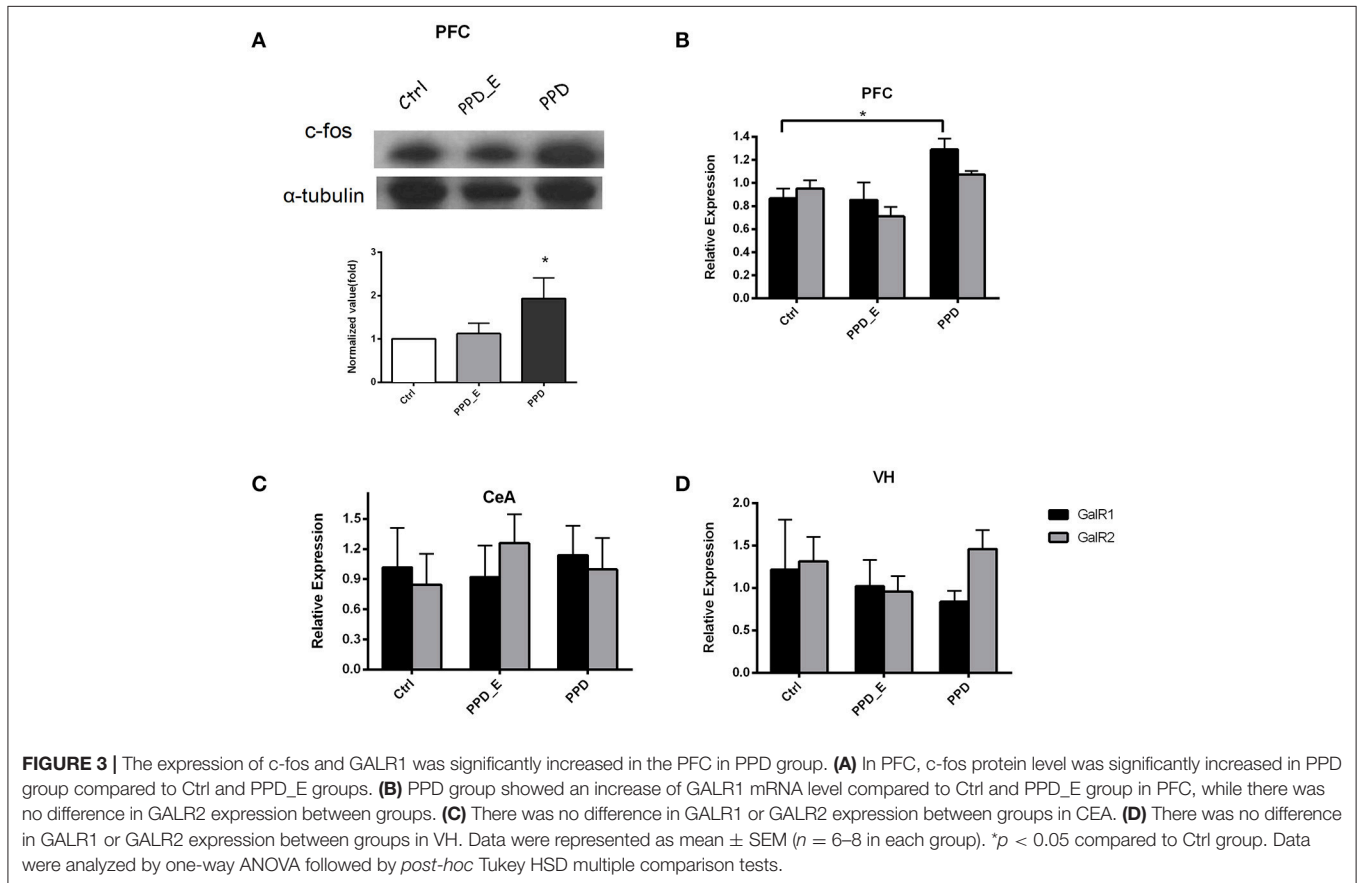 A
PFC
Ctrl PPD_E PPD
c-fos
α-tubulin
3
2
1
0
Normalized value(fold)
*
Ctrl PPD_E PPD
B
PFC
*
1.4
1.2
1.0
0.8
0.6
0.4
0.2
0.0
Relative Expression
Ctrl PPD_E PPD
C
CeA
1.5
1.2
0.9
0.6
0.3
0.0
Relative Expression
Ctrl PPD_E PPD
D
VH
2.0
1.5
1.0
0.5
0.0
Relative Expression
Ctrl PPD_E PPD
GalR1
GalR2
FIGURE 3 | The expression of c-fos and GALR1 was significantly increased in the PFC in PPD group. (A) In PFC, c-fos protein level was significantly increased in PPD
group compared to Ctrl and PPD_E groups. (B) PPD group showed an increase of GALR1 mRNA level compared to Ctrl and PPD_E group in PFC, while there was
no difference in GALR2 expression between groups. (C) There was no difference in GALR1 or GALR2 expression between groups in CEA. (D) There was no difference
in GALR1 or GALR2 expression between groups in VH. Data were represented as mean ± SEM (n = 6–8 in each group). *p < 0.05 compared to Ctrl group. Data
were analyzed by one-way ANOVA followed by post-hoc Tukey HSD multiple comparison tests.